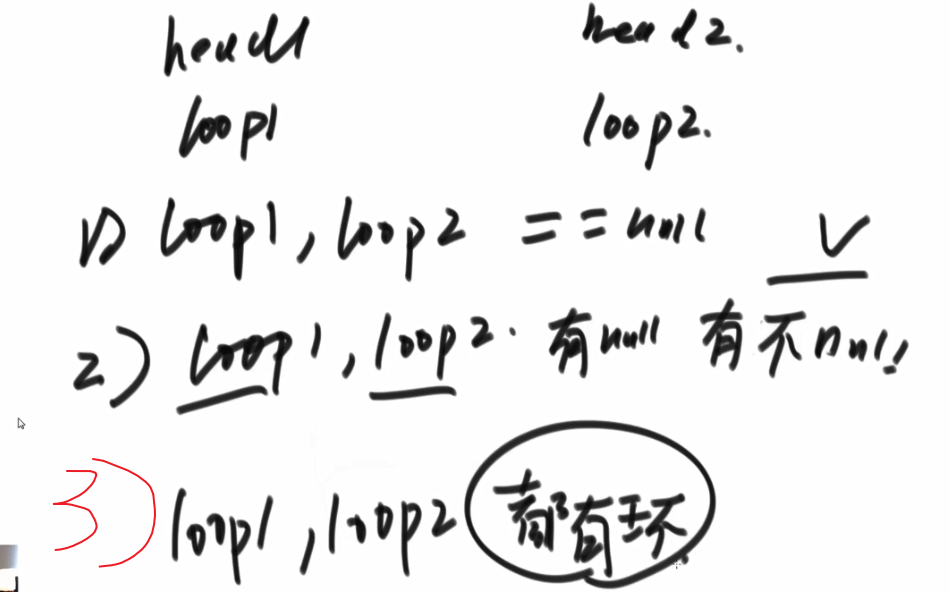 head1 head2.
loop1 loop2.
1) loop1, loop2 == null √
2) loop1, loop2. 有null 有不null!
3) loop1, loop2 都有环